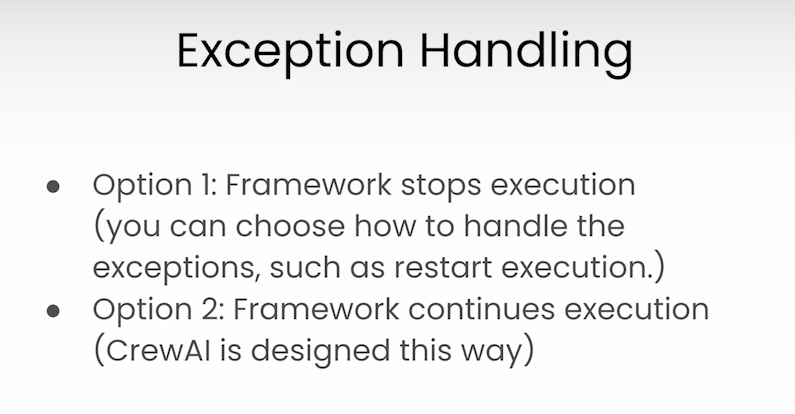 Exception Handling
● Option 1: Framework stops execution
(you can choose how to handle the
exceptions, such as restart execution.)
● Option 2: Framework continues execution
(CrewAI is designed this way)